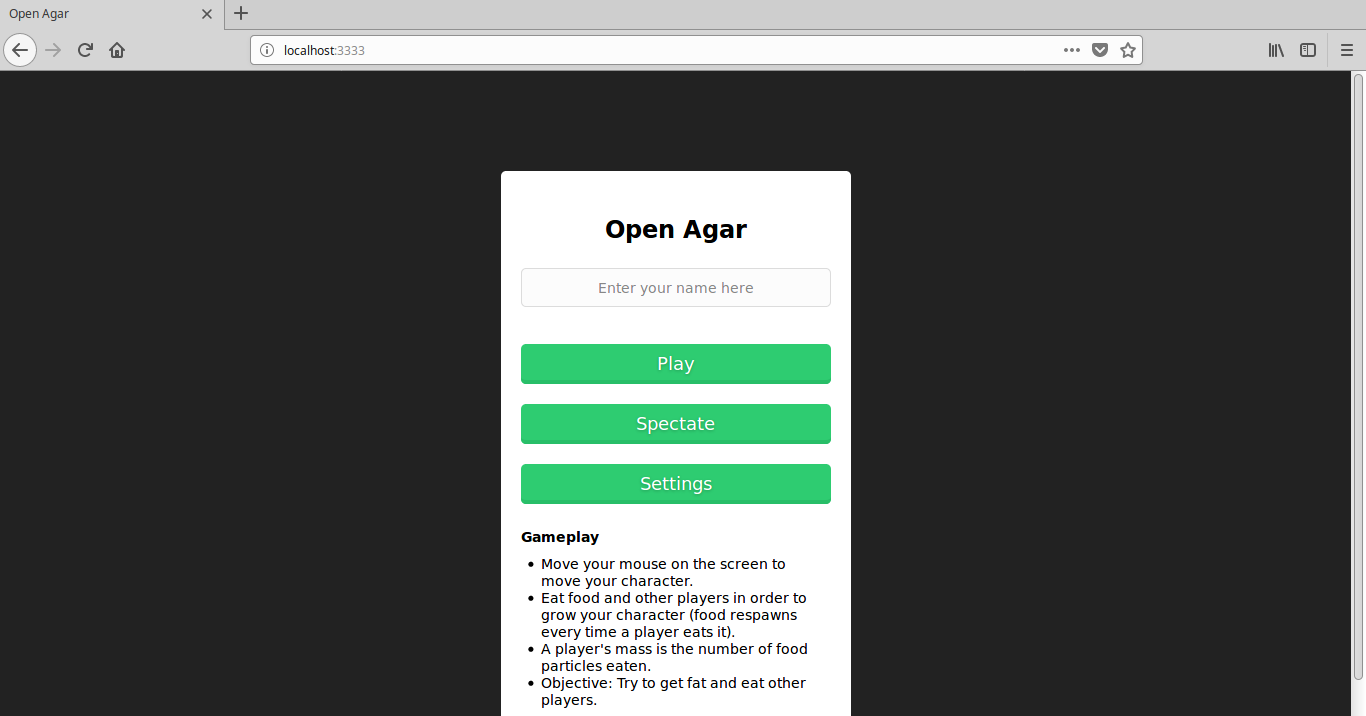 Open Agar
localhost:3333
Open Agar
Enter your name here
Play
Spectate
Settings
Gameplay
• Move your mouse on the screen to
move your character.
• Eat food and other players in order to
grow your character (food respawns
every time a player eats it).
• A player's mass is the number of food
particles eaten.
• Objective: Try to get fat and eat other
players.